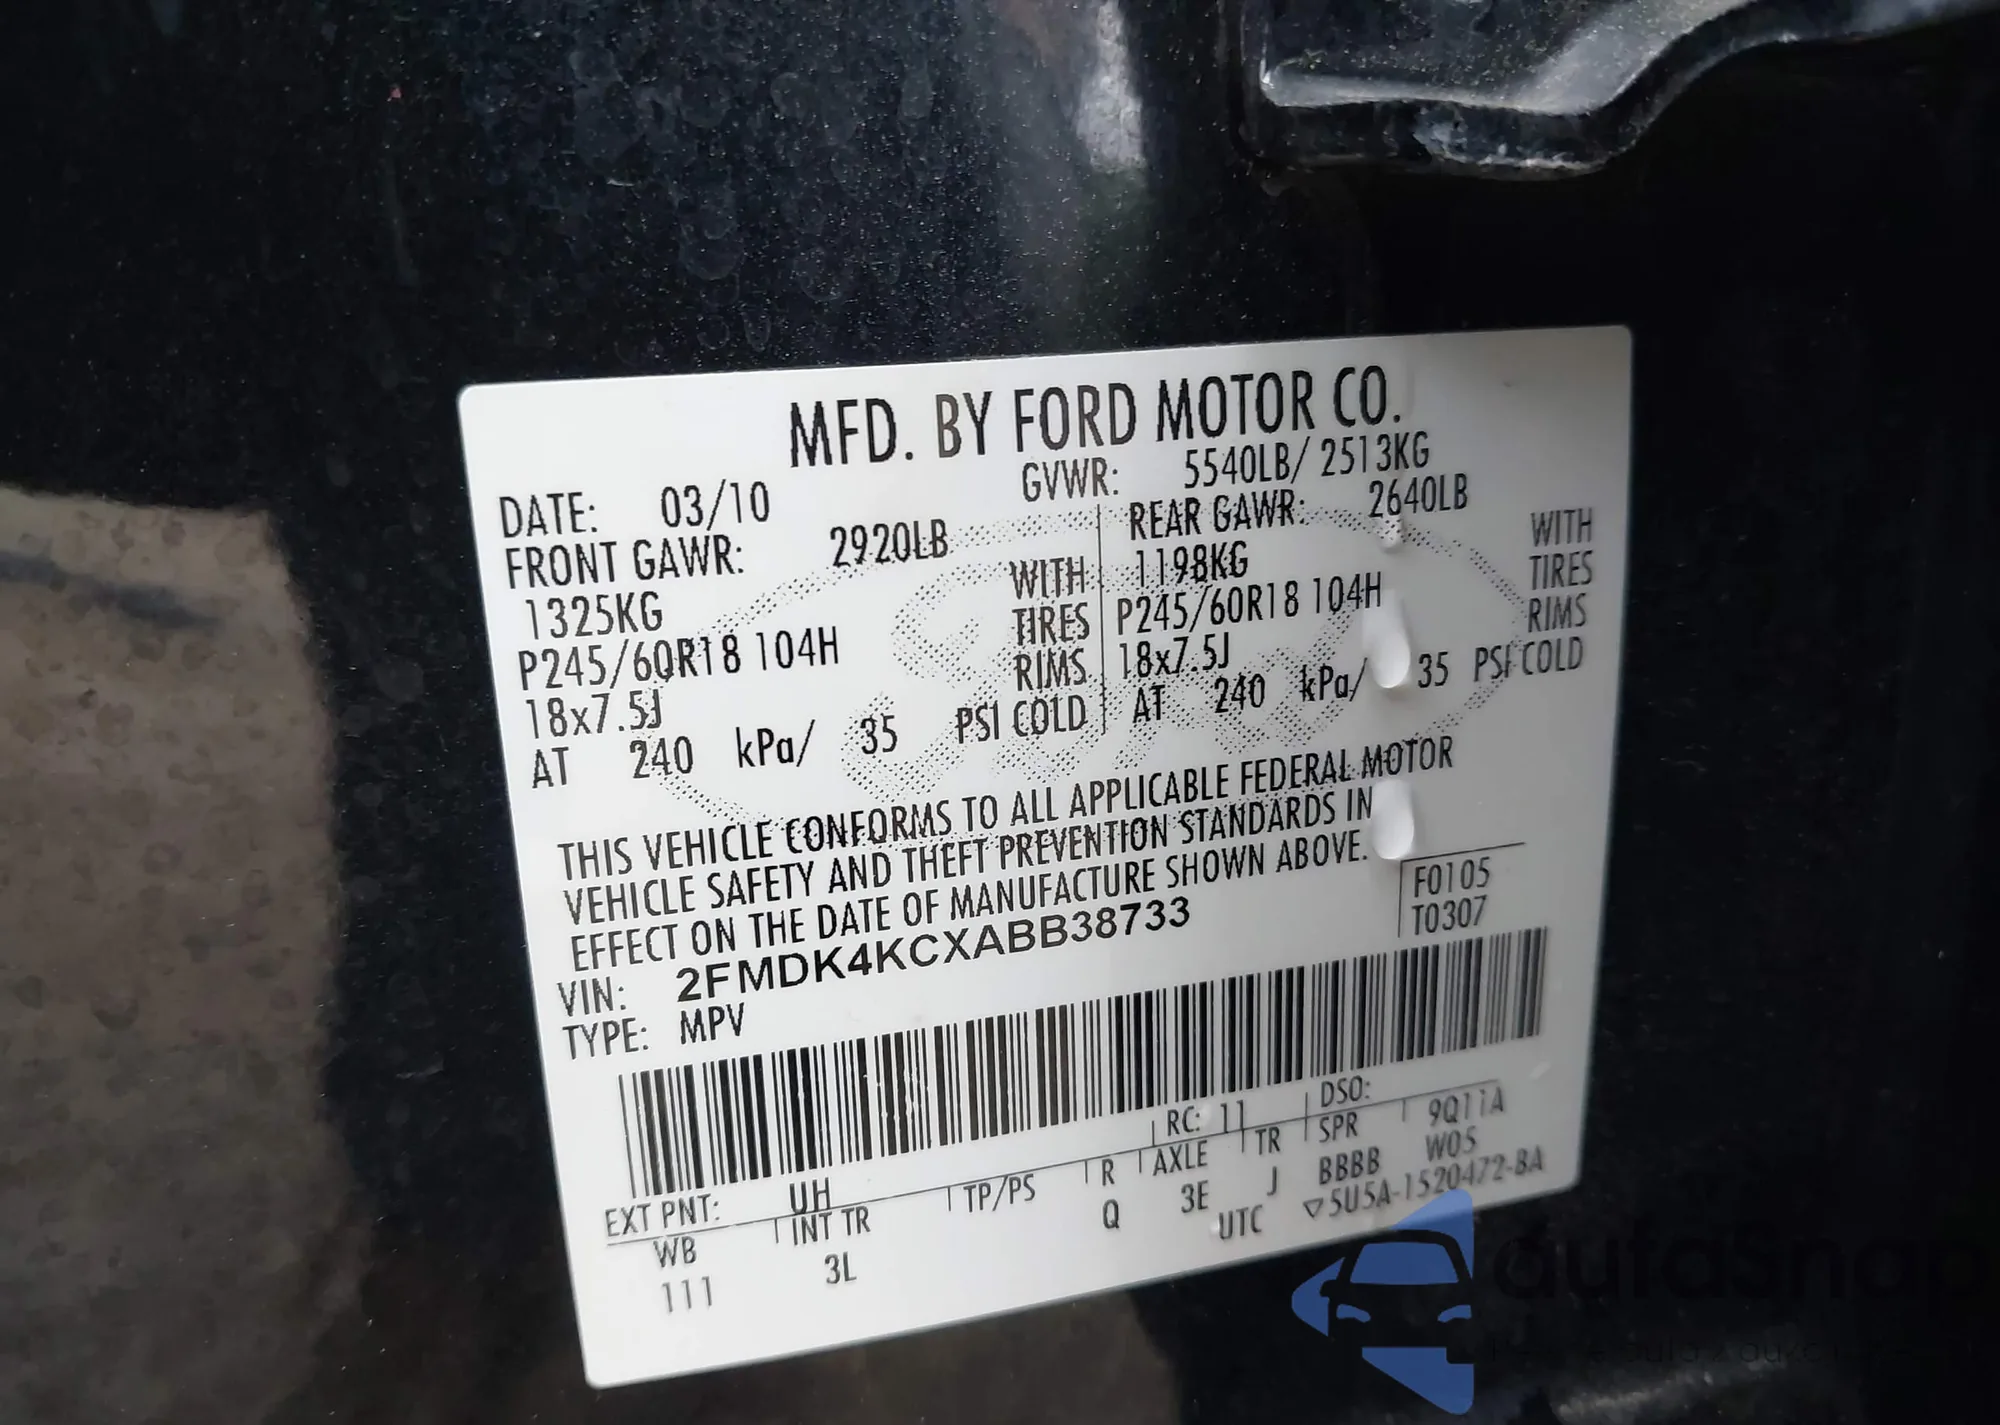 MFD. BY FORD MOTOR CO.
DATE: 03/10 GVWR: 5540LB/ 2513KG
FRONT GAWR: 2920LB REAR GAWR: 2640LB
1325KG WITH 1198KG WITH
P245/60R18 104H TIRES P245/60R18 104H TIRES
18x7.5J RIMS 18x7.5J RIMS
AT 240 kPa/ 35 PSI COLD AT 240 kPa/ 35 PSI COLD
THIS VEHICLE CONFORMS TO ALL APPLICABLE FEDERAL MOTOR
VEHICLE SAFETY AND THEFT PREVENTION STANDARDS IN
EFFECT ON THE DATE OF MANUFACTURE SHOWN ABOVE.
F0105
VIN: 2FMDK4KCXABB38733 T0307
TYPE: MPV
EXT PNT: UH RC: 11 DSO: 9Q11A
WB INT TR TP/PS R AXLE TR SPR W05
111 3L Q 3E J BBBB
UTC ▽5U5A-1520472-BA
autosnap